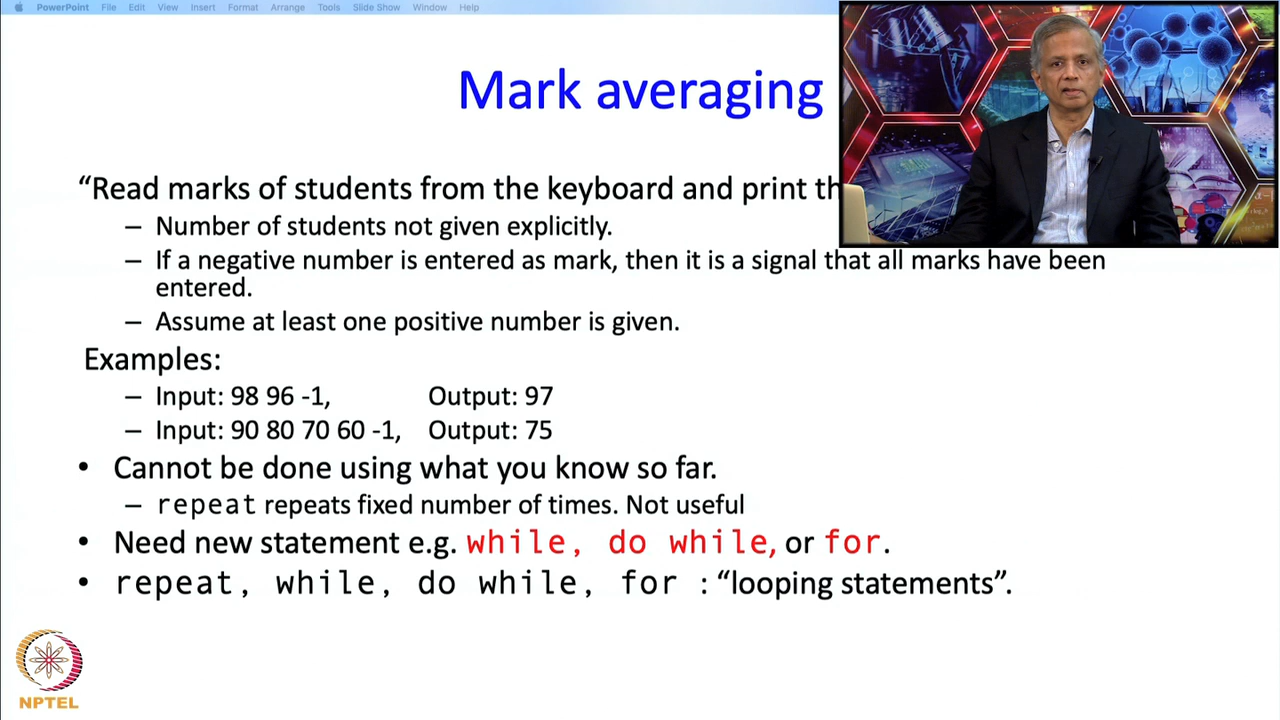 PowerPoint File Edit View Insert Format Arrange Tools Slide Show Window Help
Mark averaging
“Read marks of students from the keyboard and print th
– Number of students not given explicitly.
– If a negative number is entered as mark, then it is a signal that all marks have been
entered.
– Assume at least one positive number is given.
Examples:
– Input: 98 96 -1, Output: 97
– Input: 90 80 70 60 -1, Output: 75
• Cannot be done using what you know so far.
– repeat repeats fixed number of times. Not useful
• Need new statement e.g. while, do while, or for.
• repeat, while, do while, for : “looping statements”.
NPTEL